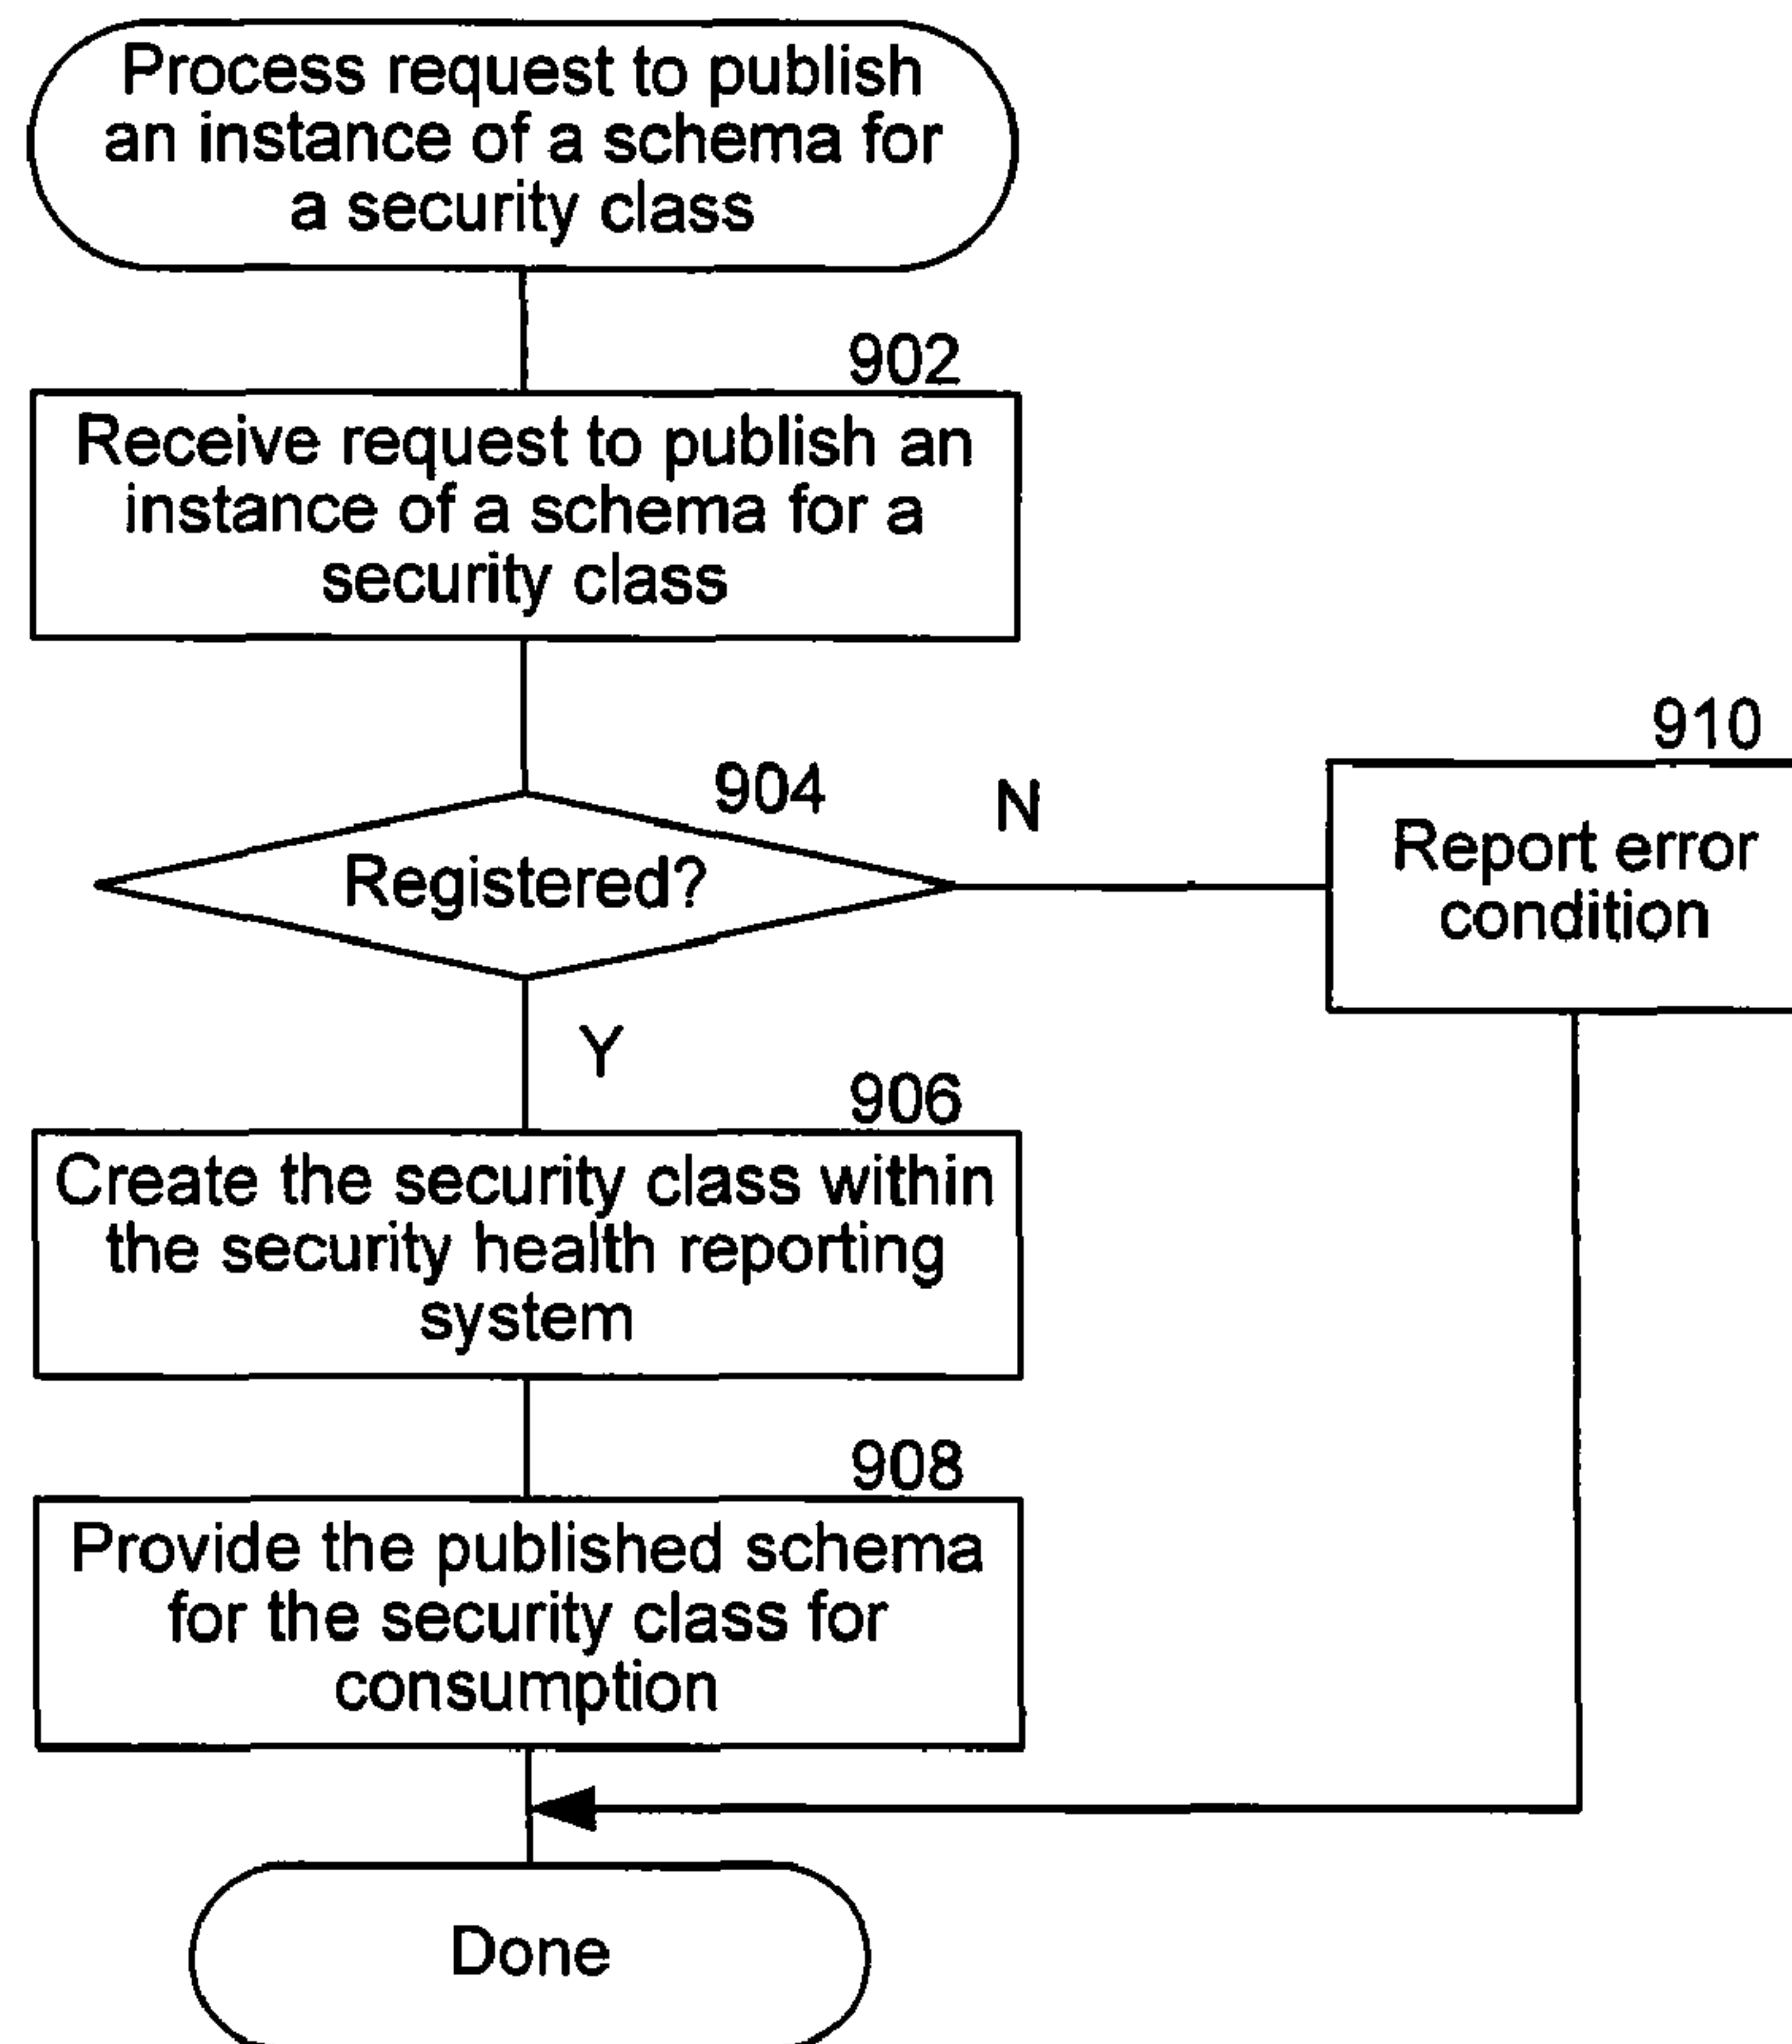 Process request to publish
an instance of a schema for
a security class
902
Receive request to publish an
instance of a schema for a
security class
904
N
Registered?
910
Report error
condition
Y
906
Create the security class within
the security health reporting
system
908
Provide the published schema
for the security class for
consumption
Done